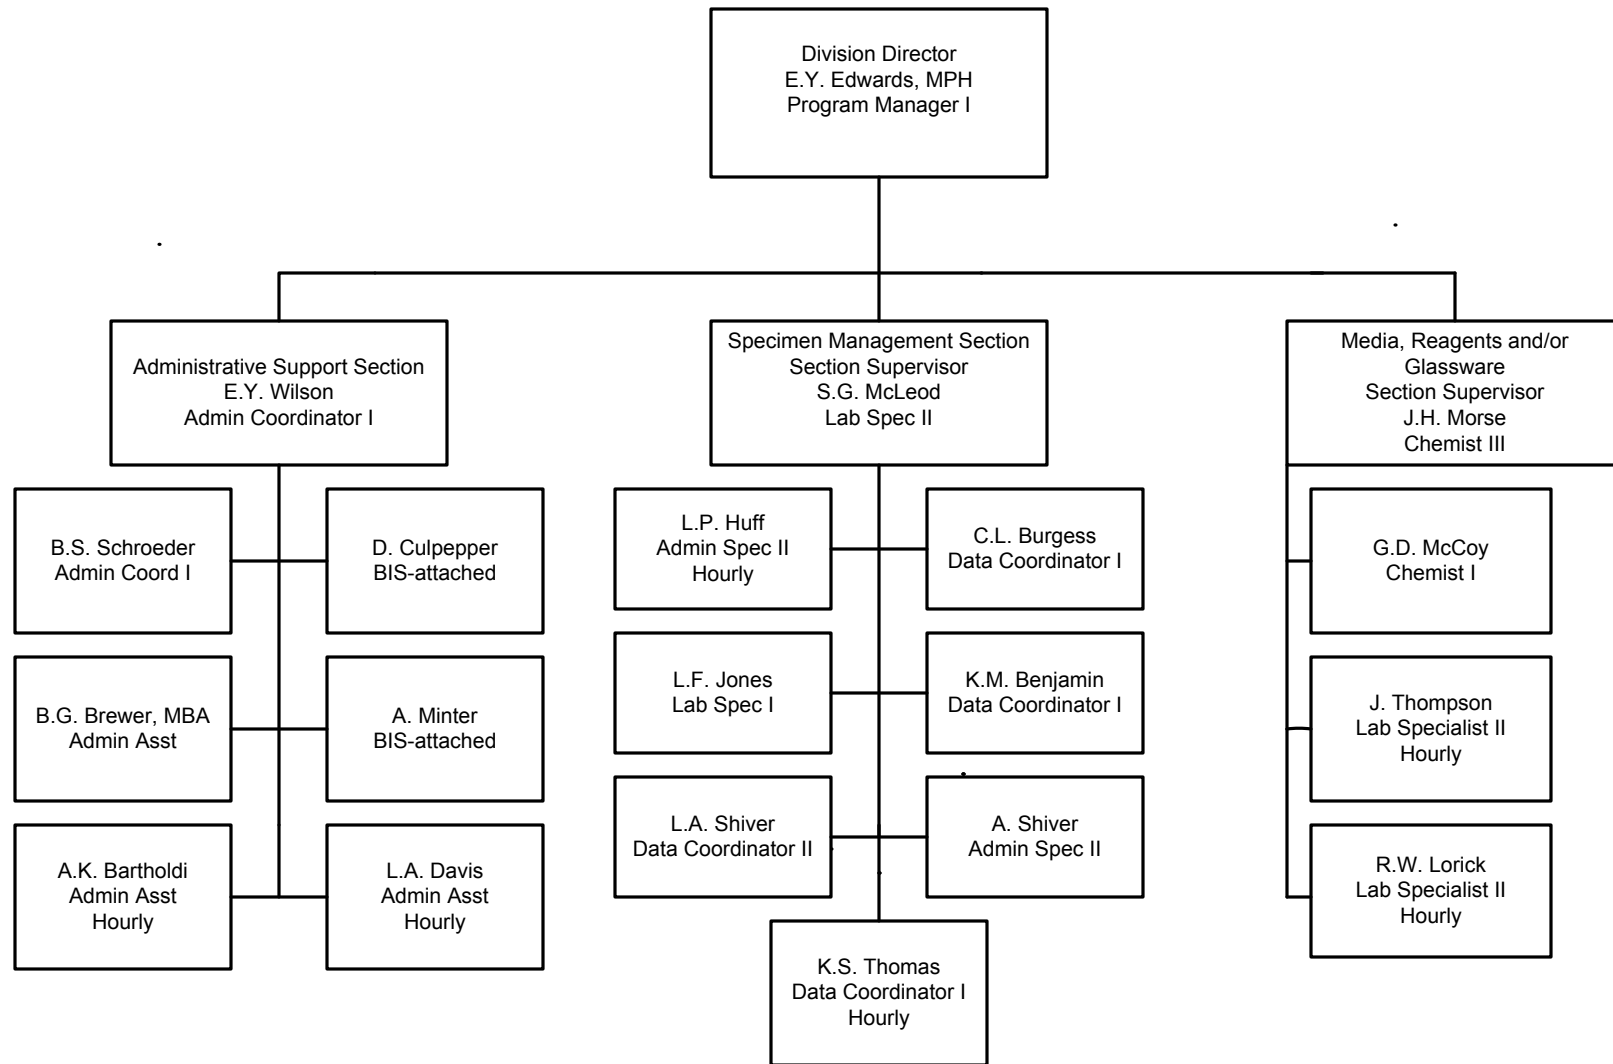 Division Director
E.Y. Edwards, MPH
Program Manager I
Administrative Support Section
E.Y. Wilson
Admin Coordinator I
Specimen Management Section
Section Supervisor
S.G. McLeod
Lab Spec II
Media, Reagents and/or
Glassware
Section Supervisor
J.H. Morse
Chemist III
B.S. Schroeder
Admin Coord I
D. Culpepper
BIS-attached
B.G. Brewer, MBA
Admin Asst
A. Minter
BIS-attached
A.K. Bartholdi
Admin Asst
Hourly
L.A. Davis
Admin Asst
Hourly
L.P. Huff
Admin Spec II
Hourly
C.L. Burgess
Data Coordinator I
L.F. Jones
Lab Spec I
K.M. Benjamin
Data Coordinator I
L.A. Shiver
Data Coordinator II
A. Shiver
Admin Spec II
K.S. Thomas
Data Coordinator I
Hourly
G.D. McCoy
Chemist I
J. Thompson
Lab Specialist II
Hourly
R.W. Lorick
Lab Specialist II
Hourly